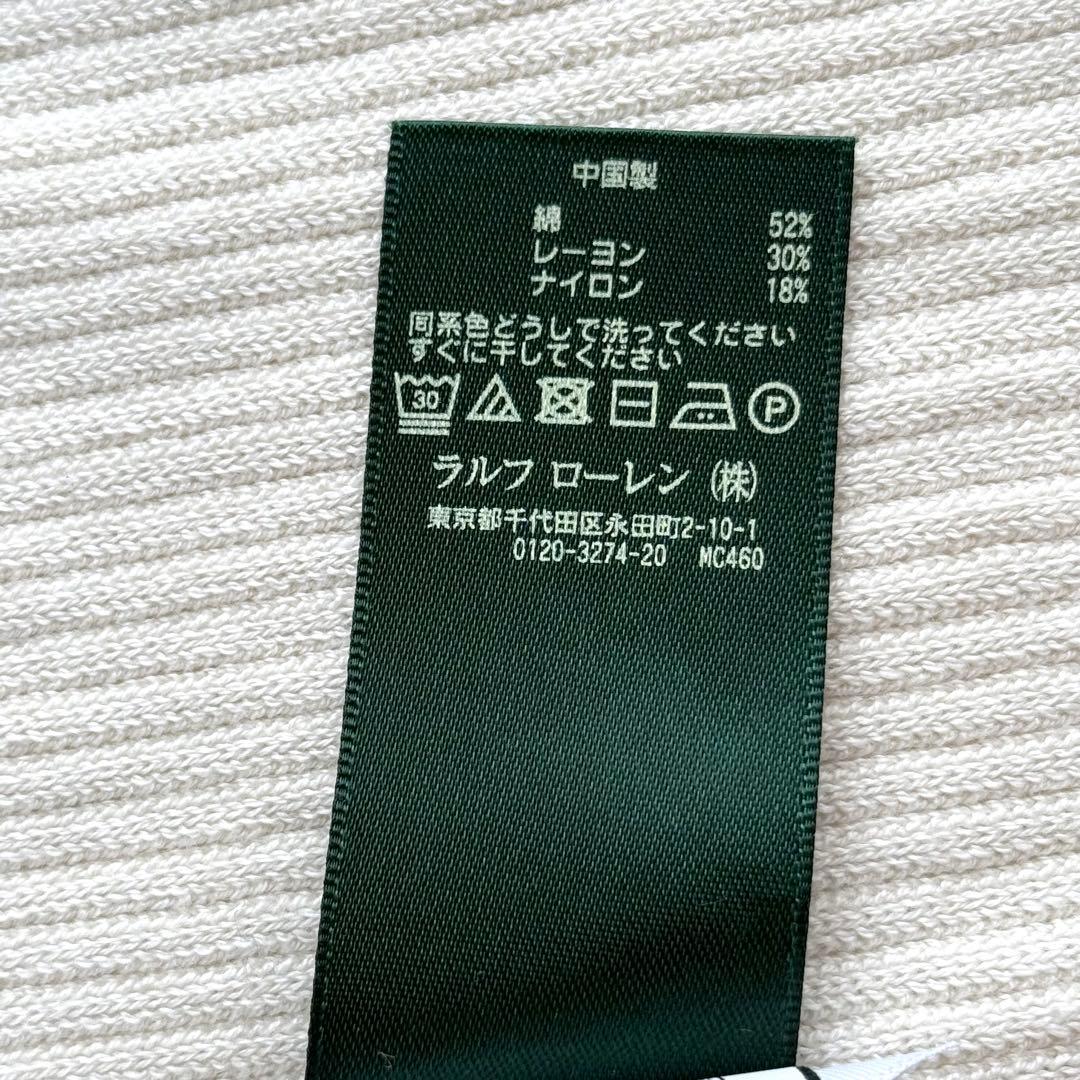 中国製
綿 52%
レーヨン 30%
ナイロン 18%
同系色どうしで洗ってください
すぐに干してください
30 P
ラルフ ローレン (株)
東京都千代田区永田町2-10-1
0120-3274-20 MC460